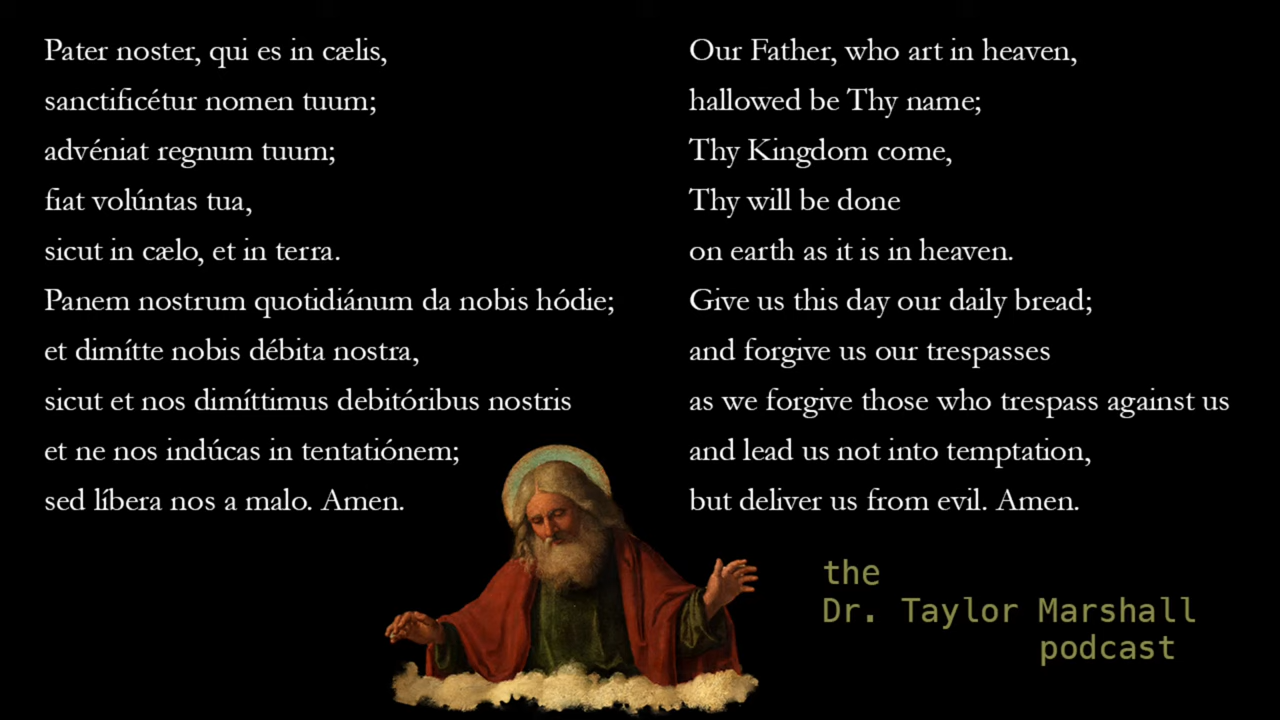 Pater noster, qui es in cælis,
sanctificétur nomen tuum;
advéniat regnum tuum;
fiat volúntas tua,
sicut in cælo, et in terra.
Panem nostrum quotidiánum da nobis hódie;
et dimítte nobis débita nostra,
sicut et nos dimíttimus debitóribus nostris
et ne nos indúcas in tentatiónem;
sed líbera nos a malo. Amen.
Our Father, who art in heaven,
hallowed be Thy name;
Thy Kingdom come,
Thy will be done
on earth as it is in heaven.
Give us this day our daily bread;
and forgive us our trespasses
as we forgive those who trespass against us
and lead us not into temptation,
but deliver us from evil. Amen.
the
Dr. Taylor Marshall
podcast